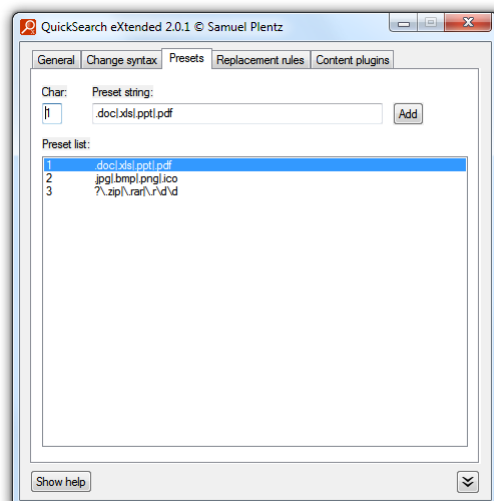 QuickSearch eXtended 2.0.1 © Samuel Plentz
General Change syntax Presets Replacement rules Content plugins
Char: Preset string:
1 .doc|.xls|.ppt|.pdf Add
Preset list:
1 .doc|.xls|.ppt|.pdf
2 .jpg|.bmp|.png|.ico
3 ?\.zip|\.rar|\.r\d\d
Show help